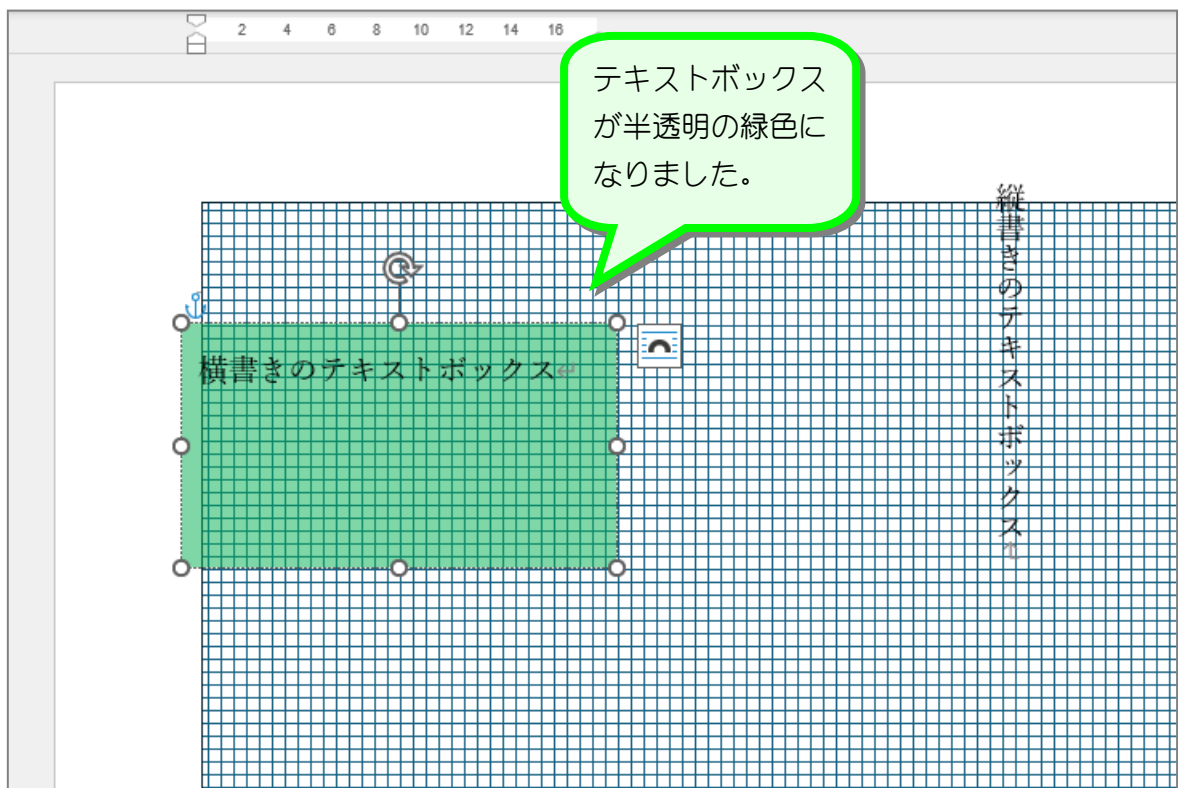 2 4 6 8 10 12 14 16
テキストボックス
が半透明の緑色に
なりました。
横書きのテキストボックス↵
縦書きのテキストボックス